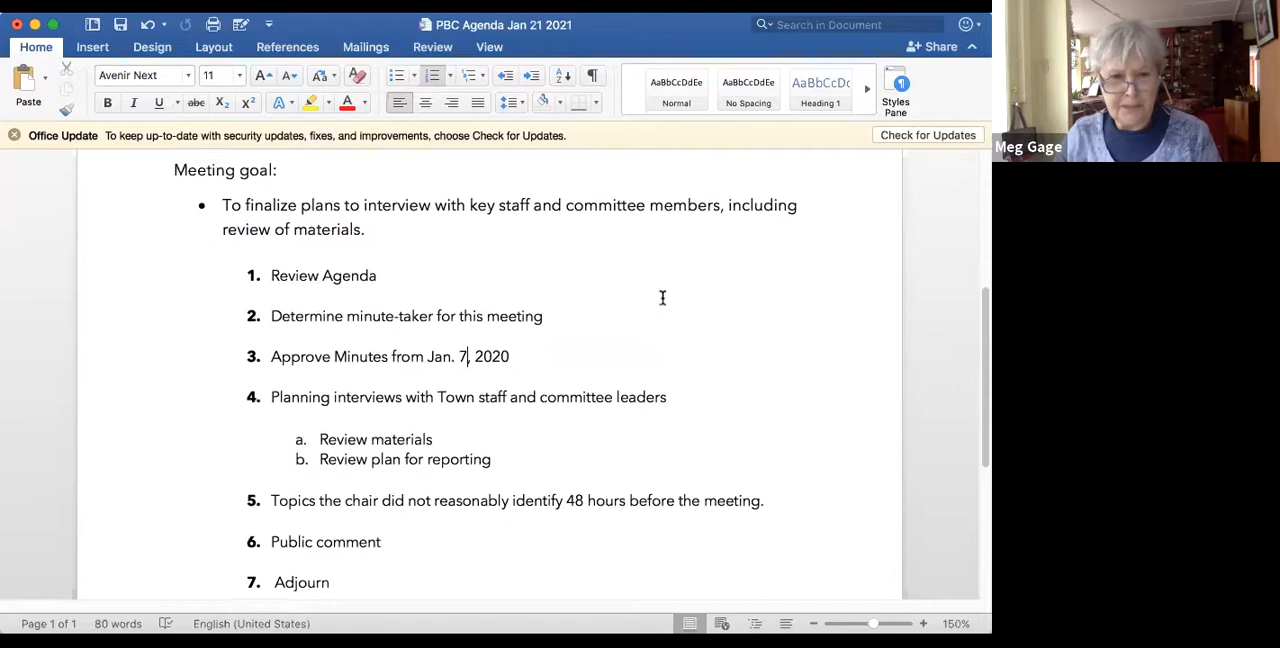 PBC Agenda Jan 21 2021
Search in Document
Home Insert Design Layout References Mailings Review View
Share
Paste
Avenir Next 11
AaBbCcDdEe AaBbCcDdEe AaBbCcDc
Normal No Spacing Heading 1
Styles
Pane
B I U abc X₂ X² A A
Office Update To keep up-to-date with security updates, fixes, and improvements, choose Check for Updates.
Check for Updates
Meg Gage
Meeting goal:
• To finalize plans to interview with key staff and committee members, including
review of materials.
1. Review Agenda
2. Determine minute-taker for this meeting
3. Approve Minutes from Jan. 7, 2020
4. Planning interviews with Town staff and committee leaders
a. Review materials
b. Review plan for reporting
5. Topics the chair did not reasonably identify 48 hours before the meeting.
6. Public comment
7. Adjourn
Page 1 of 1 80 words English (United States) 150%